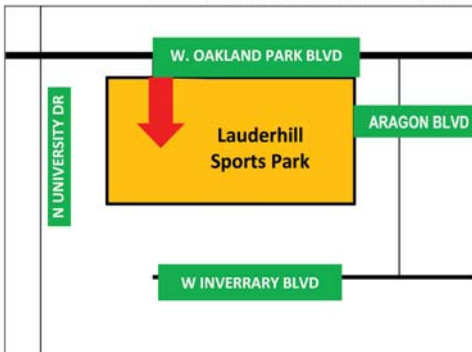 W. OAKLAND PARK BLVD
N UNIVERSITY DR
Lauderhill
Sports Park
ARAGON BLVD
W INVERRARY BLVD